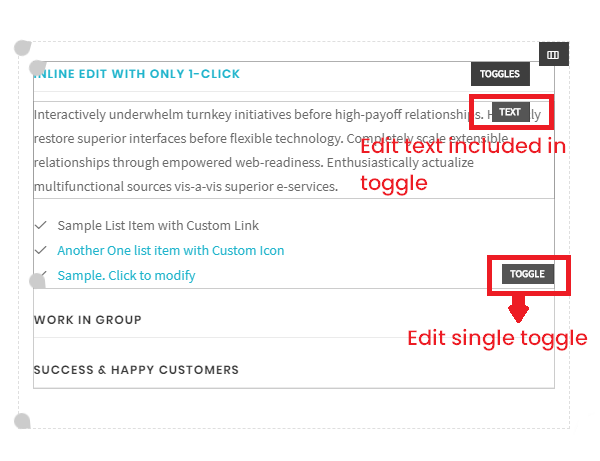 INLINE EDIT WITH ONLY 1-CLICK
TOGGLES
Interactively underwhelm turnkey initiatives before high-payoff relationships.
TEXT
restore superior interfaces before flexible technology. Completely scale extensible
Edit text included in
relationships through empowered web-readiness. Enthusiastically actualize
toggle
multifunctional sources vis-a-vis superior e-services.
Sample List Item with Custom Link
Another One list item with Custom Icon
Sample. Click to modify
TOGGLE
WORK IN GROUP
Edit single toggle
SUCCESS & HAPPY CUSTOMERS